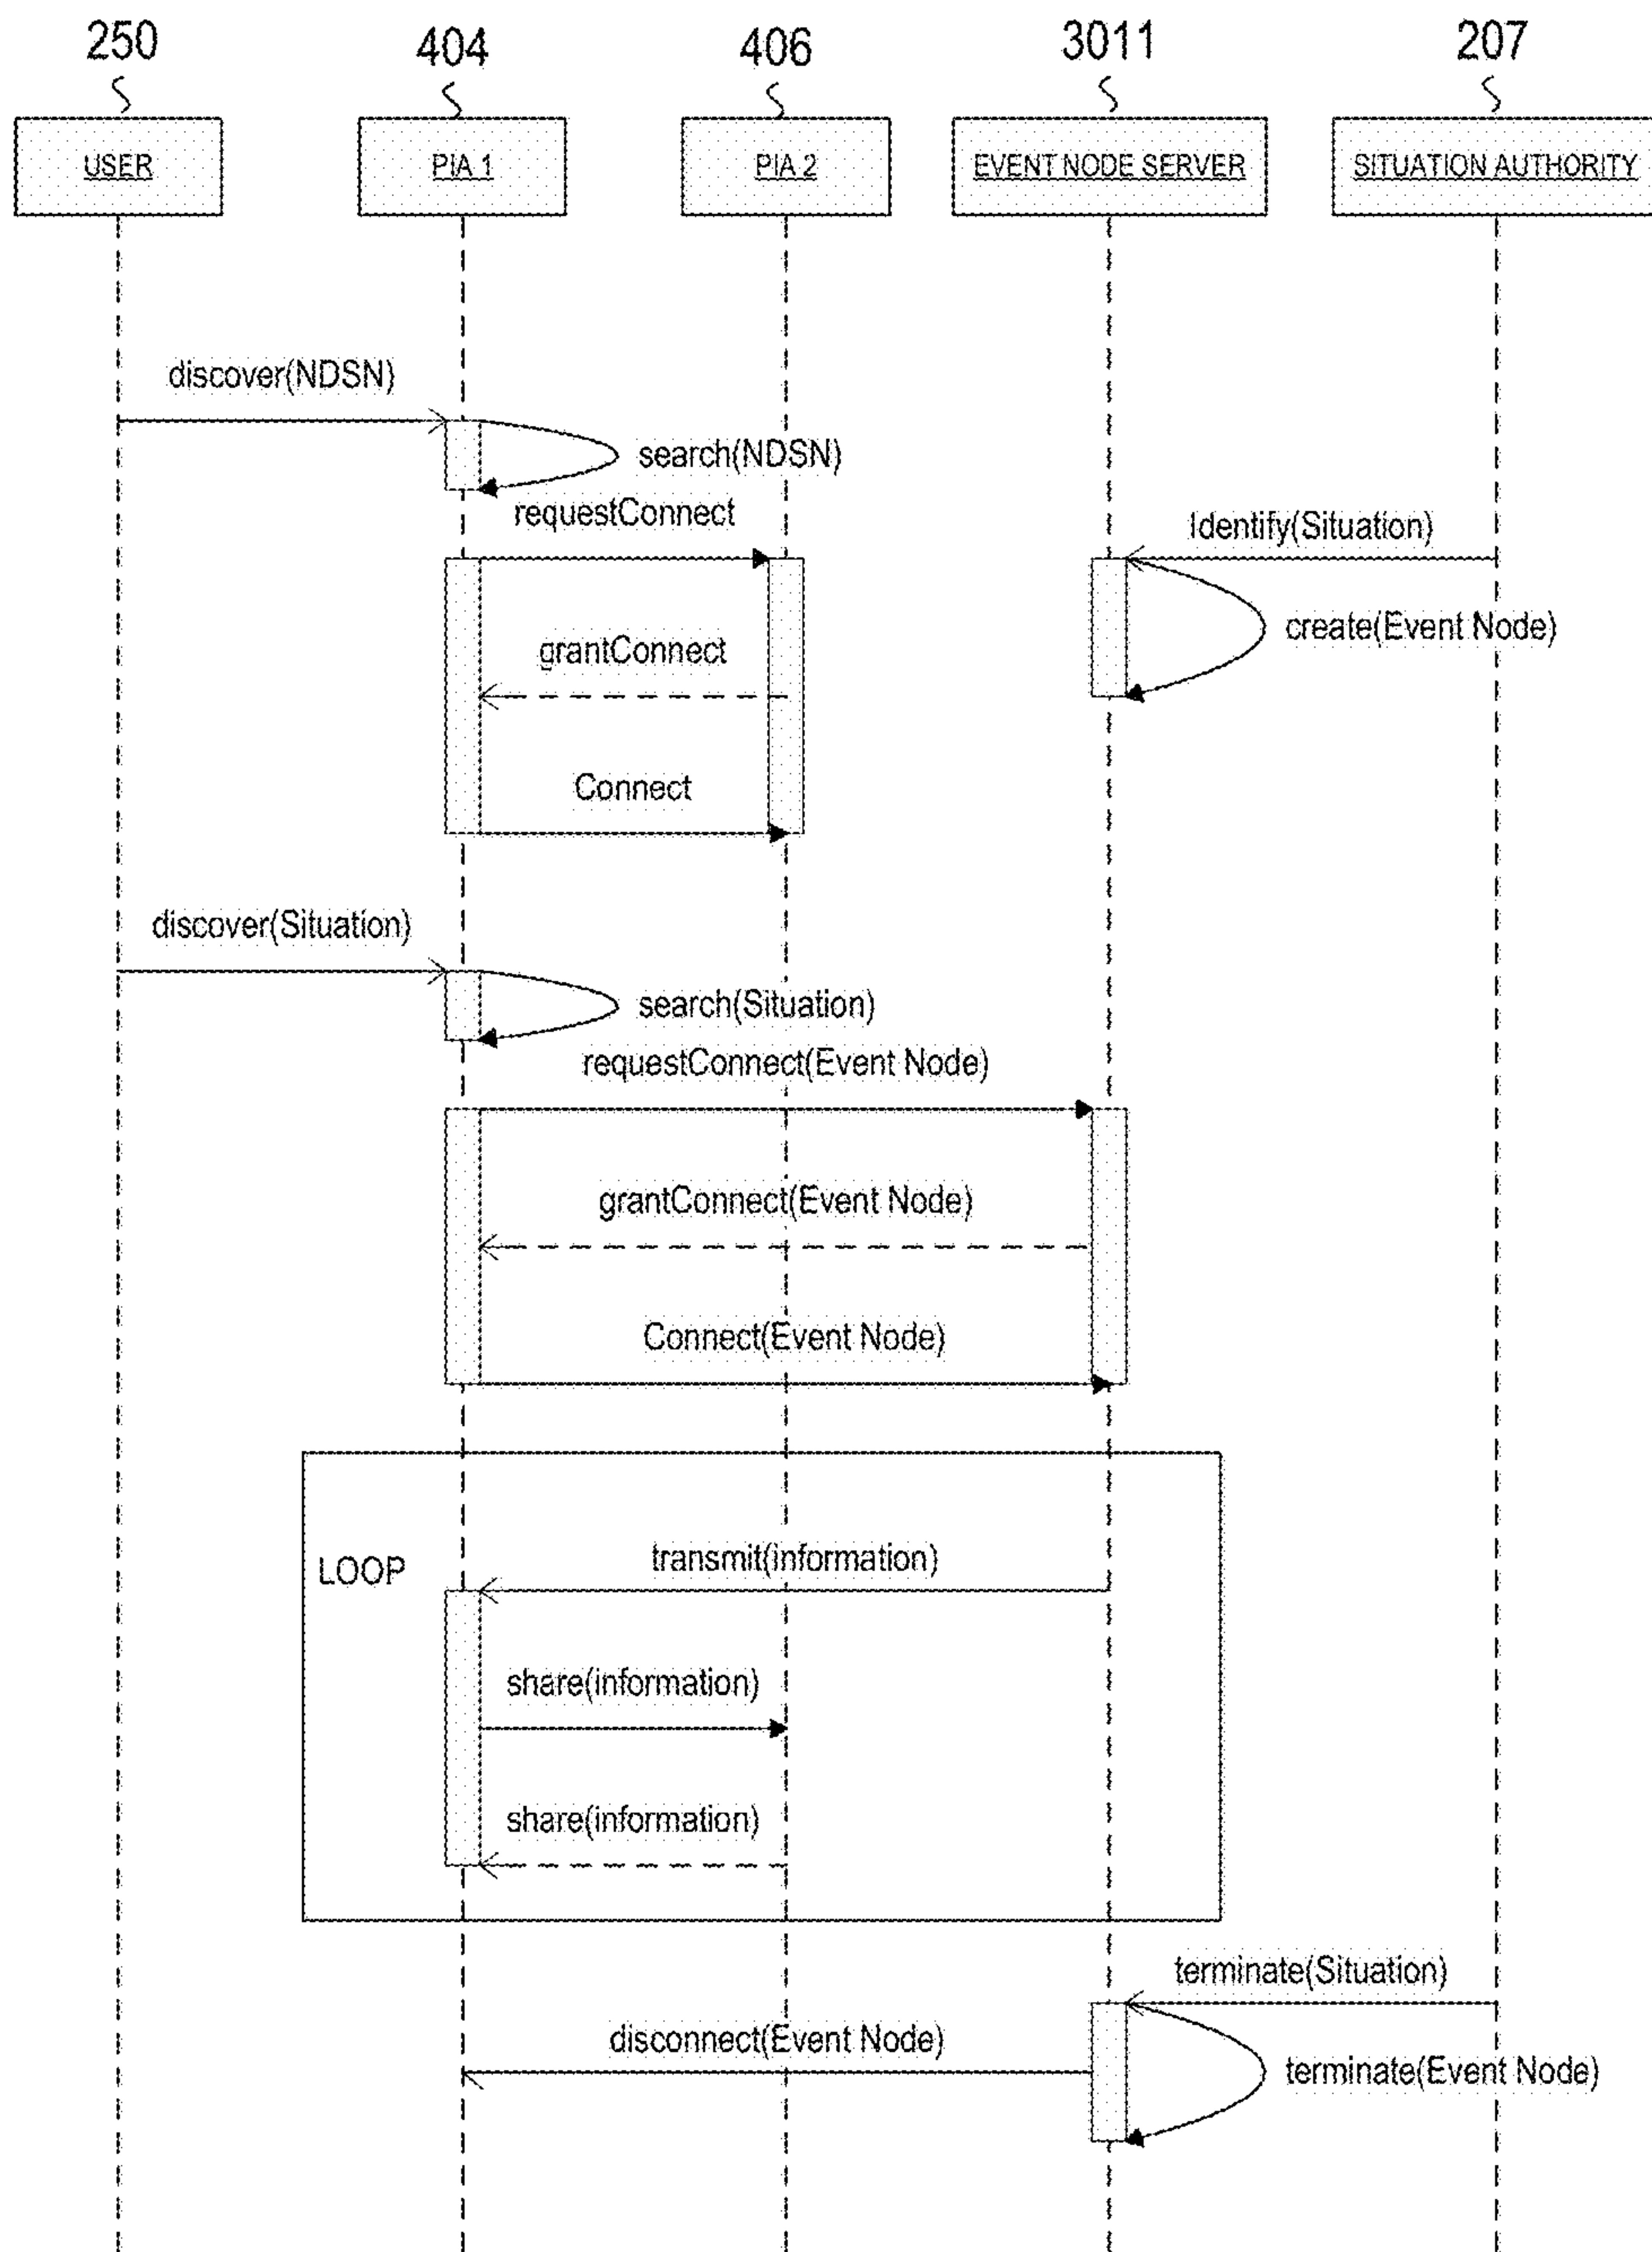 250 404 406 3011 207
USER PIA 1 PIA 2 EVENT NODE SERVER SITUATION AUTHORITY
discover(NDSN)
search(NDSN)
requestConnect
Identify(Situation)
create(Event Node)
grantConnect
Connect
discover(Situation)
search(Situation)
requestConnect(Event Node)
grantConnect(Event Node)
Connect(Event Node)
LOOP
transmit(information)
share(information)
share(information)
terminate(Situation)
disconnect(Event Node)
terminate(Event Node)